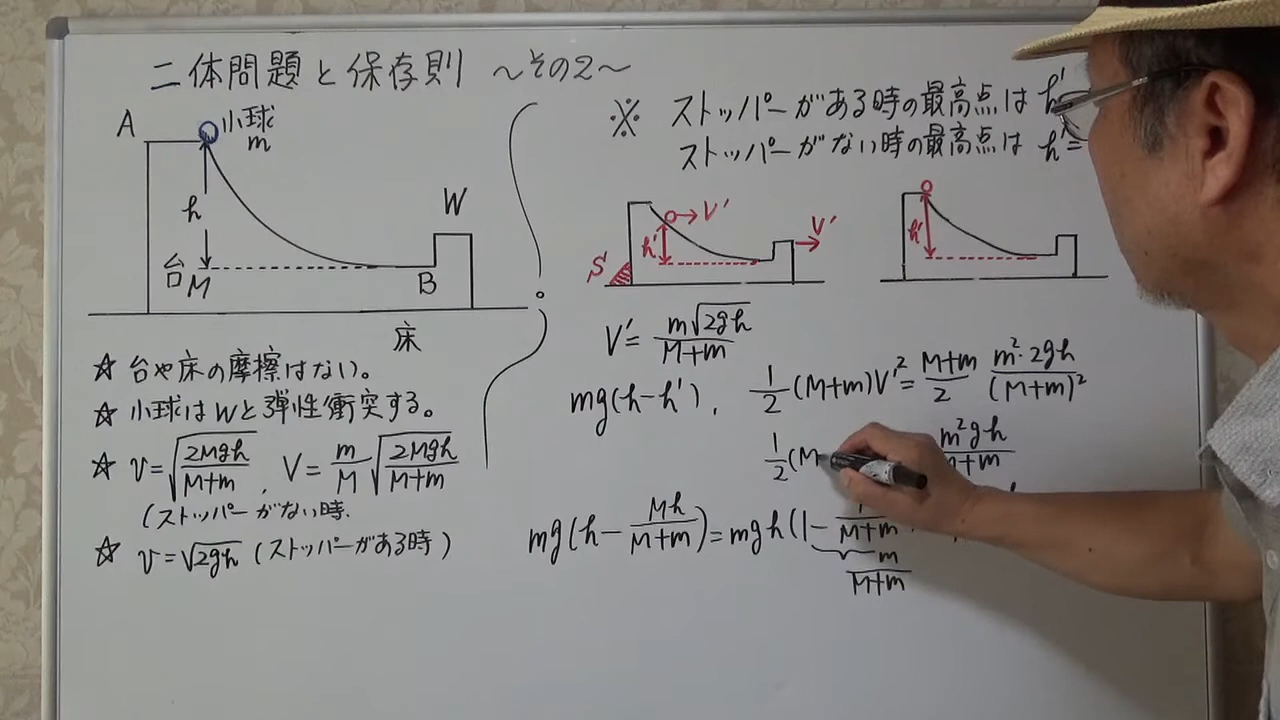 二体問題と保存則 ～その2～
A
小球
m
h
W
台
M
B
床
☆ 台や床の摩擦はない。
☆ 小球はWと弾性衝突する。
☆ v=√(2Mgh/(M+m)), V=m/M √(2Mgh/(M+m))
(ストッパーがない時.
☆ v=√2gh (ストッパーがある時)
※ ストッパーがある時の最高点は h'
ストッパーがない時の最高点は h'=
V'
V'
h'
S
h'
V'= m√2gh/(M+m)
mg(h-h'), 1/2 (M+m)V'²= (M+m)/2 m²·2gh/(M+m)²
1/2 (M
m²gh
mg(h- Mh/(M+m))=mgh(1-
M+m
m/(M+m)